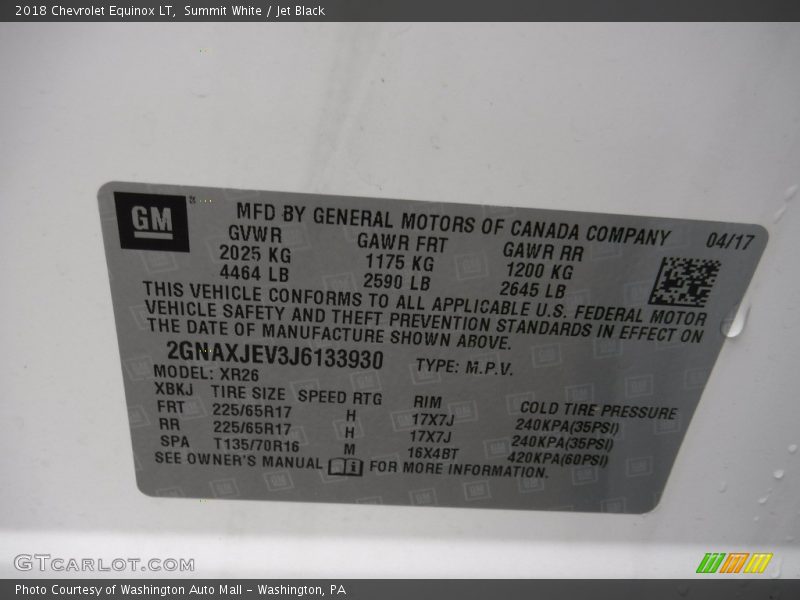 2018 Chevrolet Equinox LT, Summit White / Jet Black
GM
MFD BY GENERAL MOTORS OF CANADA COMPANY 04/17
GVWR GAWR FRT GAWR RR
2025 KG 1175 KG 1200 KG
4464 LB 2590 LB 2645 LB
THIS VEHICLE CONFORMS TO ALL APPLICABLE U.S. FEDERAL MOTOR
VEHICLE SAFETY AND THEFT PREVENTION STANDARDS IN EFFECT ON
THE DATE OF MANUFACTURE SHOWN ABOVE.
2GNAXJEV3J6133930 TYPE: M.P.V.
MODEL: XR26
XBKJ TIRE SIZE SPEED RTG RIM COLD TIRE PRESSURE
FRT 225/65R17 H 17X7J 240KPA(35PSI)
RR 225/65R17 H 17X7J 240KPA(35PSI)
SPA T135/70R16 M 16X4BT 420KPA(60PSI)
SEE OWNER'S MANUAL FOR MORE INFORMATION.
GTCARLOT.COM
Photo Courtesy of Washington Auto Mall - Washington, PA